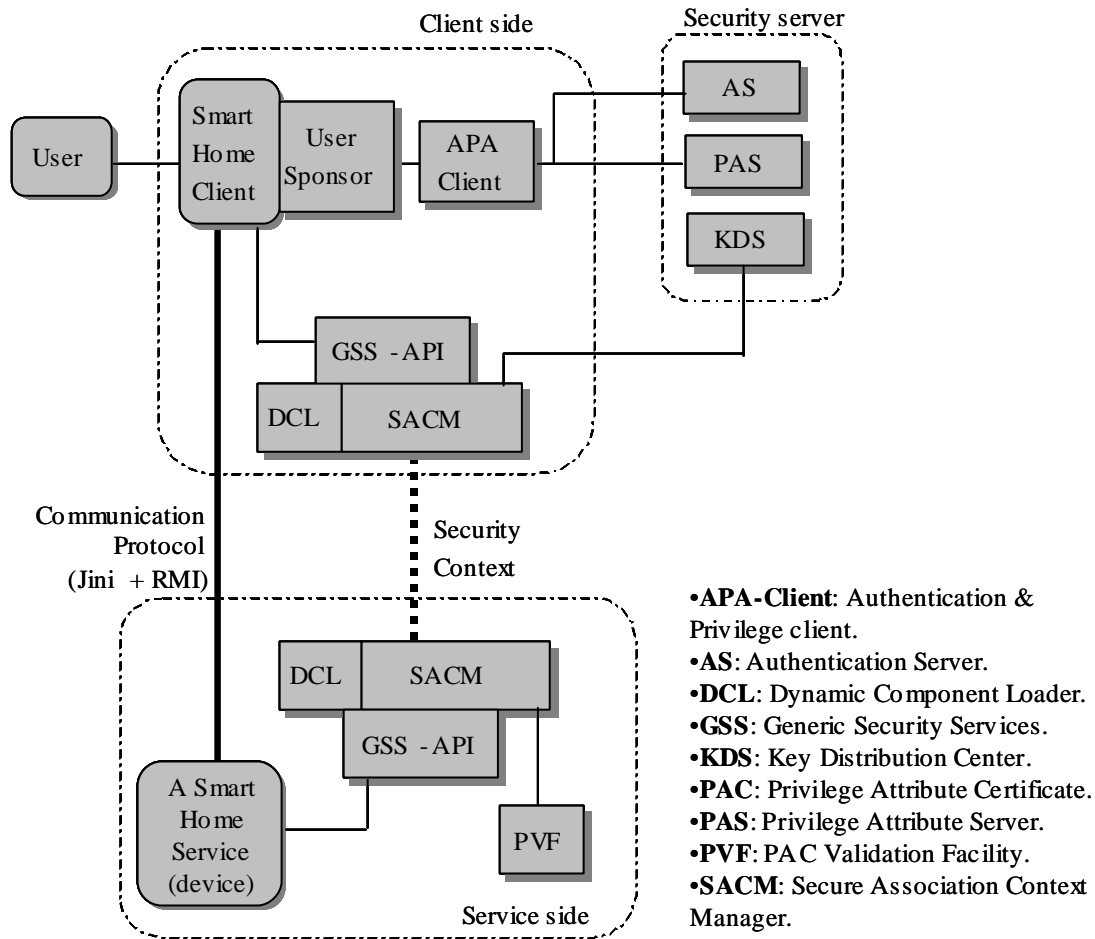 Client side
Security server
User
Smart
Home
Client
User
Sponsor
APA
Client
AS
PAS
KDS
GSS -API
DCL
SACM
Communication
Protocol
(Jini + RMI)
Security
Context
DCL
SACM
GSS -API
A Smart
Home
Service
(device)
PVF
Service side
•APA-Client: Authentication &
Privilege client.
•AS: Authentication Server.
•DCL: Dynamic Component Loader.
•GSS: Generic Security Services.
•KDS: Key Distribution Center.
•PAC: Privilege Attribute Certificate.
•PAS: Privilege Attribute Server.
•PVF: PAC Validation Facility.
•SACM: Secure Association Context
Manager.